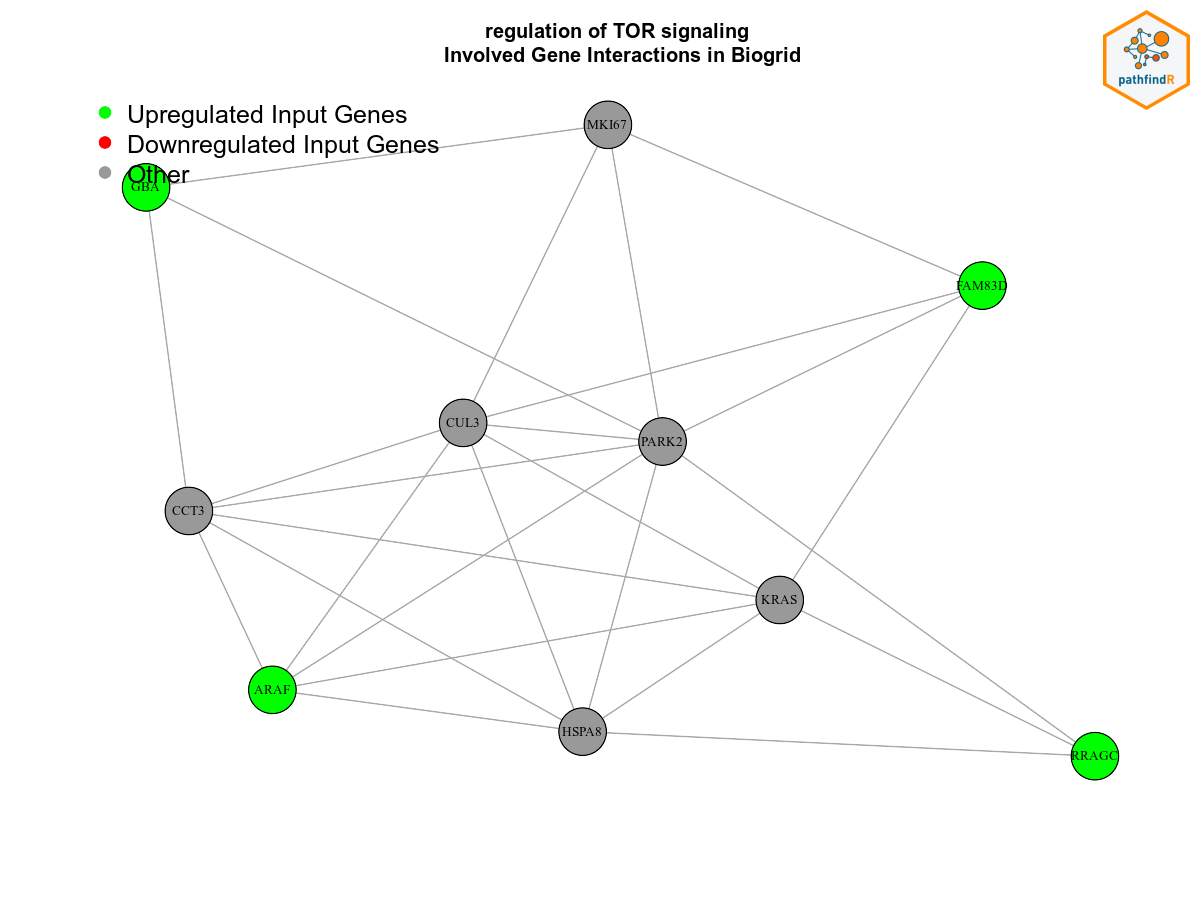 regulation of TOR signaling
Involved Gene Interactions in Biogrid
pathfindR
Upregulated Input Genes
Downregulated Input Genes
Other
MKI67
GBA
FAM83D
CUL3
PARK2
CCT3
KRAS
ARAF
HSPA8
RRAGC